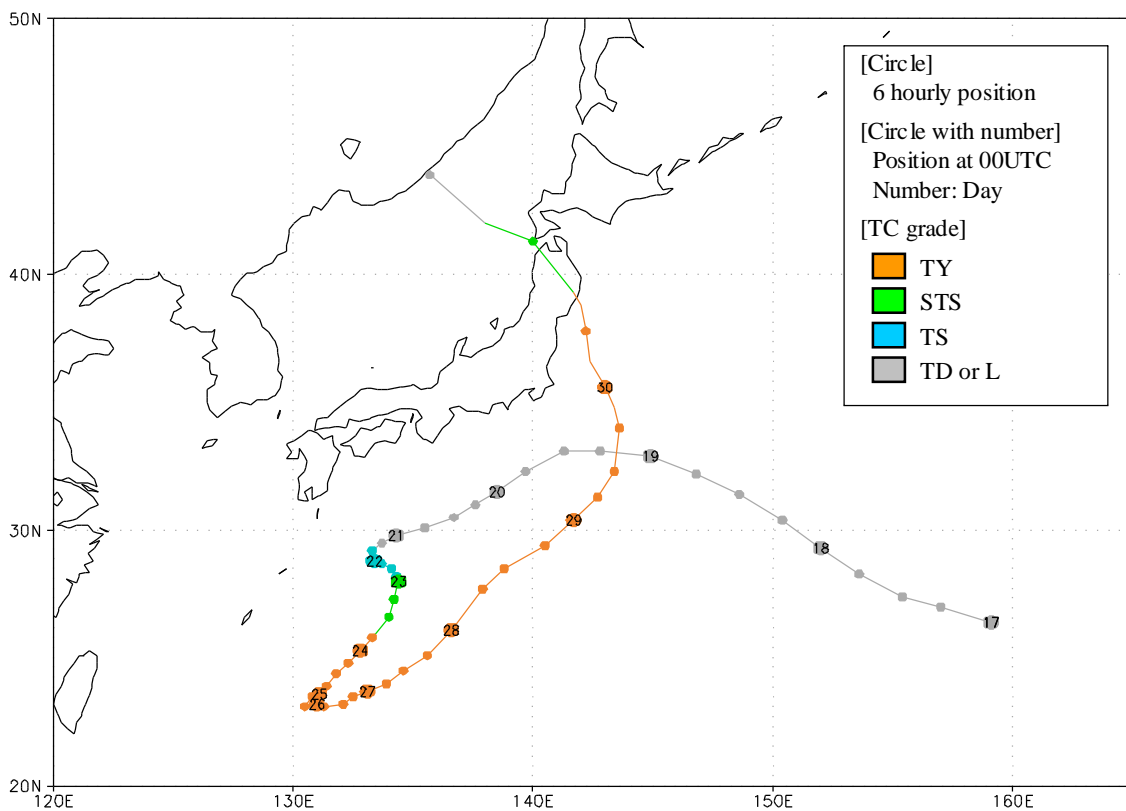 50N
[Circle]
6 hourly position
[Circle with number]
Position at 00UTC
Number: Day
[TC grade]
TY
STS
TS
TD or L
40N
30
19
20
21
29
18
22
23
17
28
24
27
25
26
30N
20N
120E
130E
140E
150E
160E